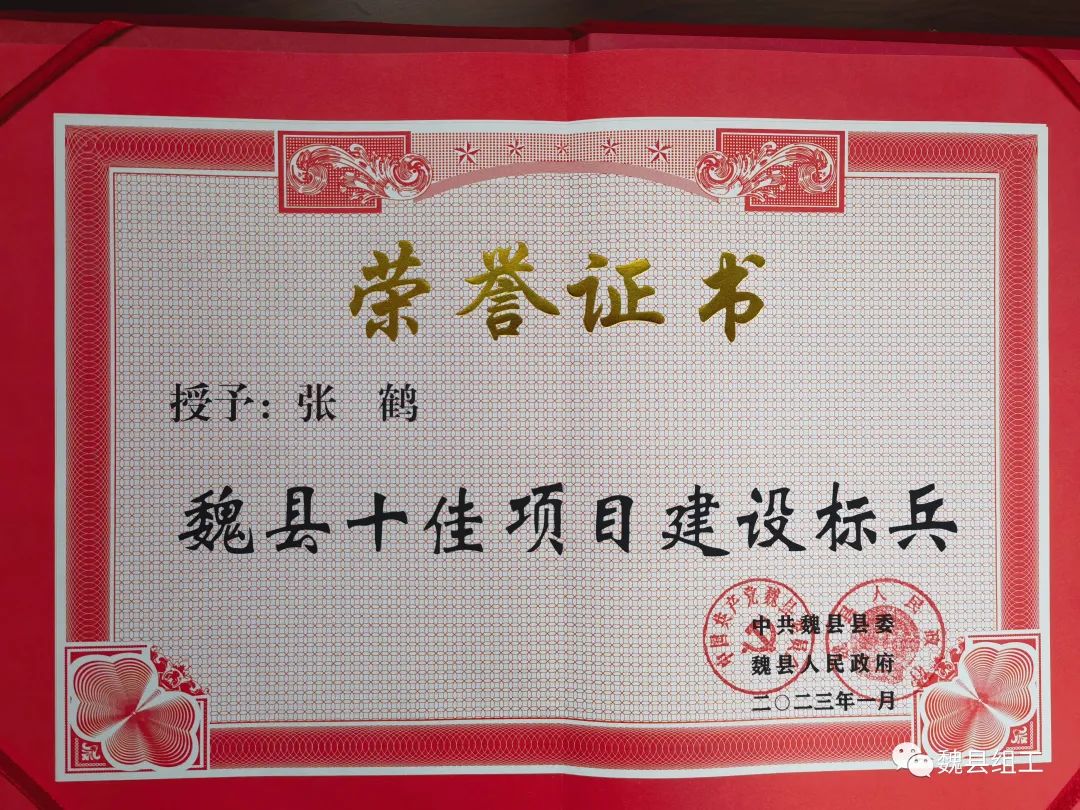 荣誉证书
授予：张 鹤
魏县十佳项目建设标兵
中共魏县县委
魏县人民政府
二〇二三年一月
魏县组工